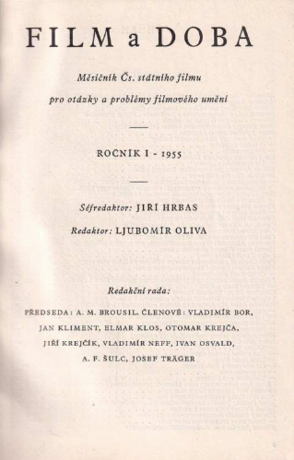 FILM a DOBA
Měsíčník Čs. státního filmu
pro otázky a problémy filmového umění
ROČNÍK I - 1955
Šéfredaktor: JIŘÍ HRBAS
Redaktor: LJUBOMÍR OLIVA
Redakční rada:
PŘEDSEDA: A. M. BROUSIL. ČLENOVÉ: VLADIMÍR BOR,
JAN KLIMENT, ELMAR KLOS, OTOMAR KREJČA,
JIŘÍ KREJČÍK, VLADIMÍR NEFF, IVAN OSVALD,
A. F. ŠULC, JOSEF TRÄGER